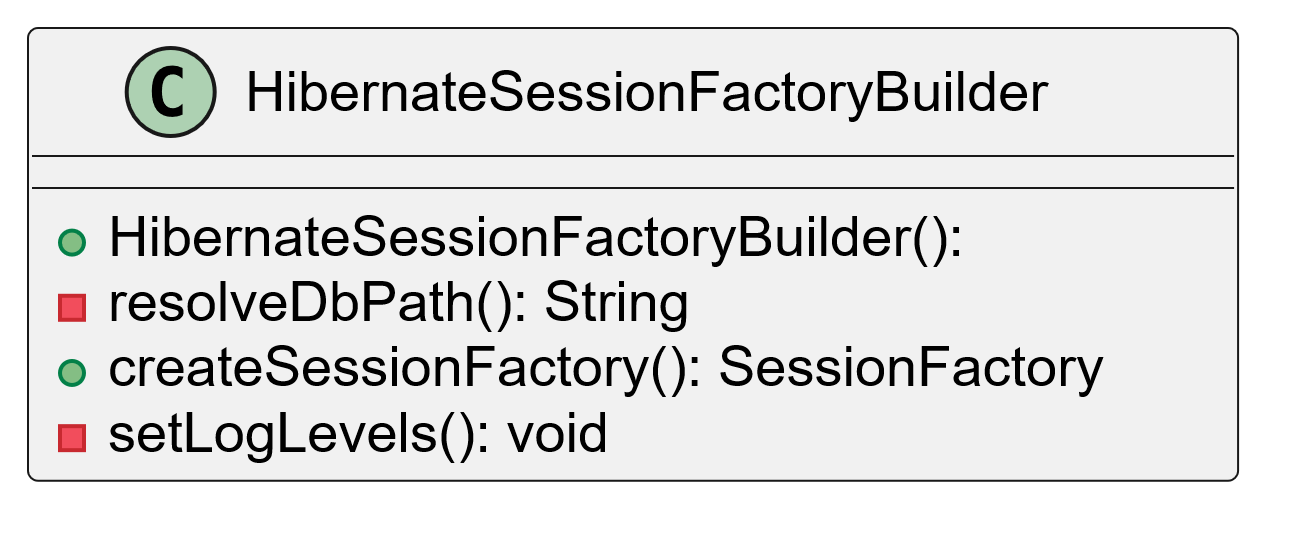 C HibernateSessionFactoryBuilder
HibernateSessionFactoryBuilder():
resolveDbPath(): String
createSessionFactory(): SessionFactory
setLogLevels(): void